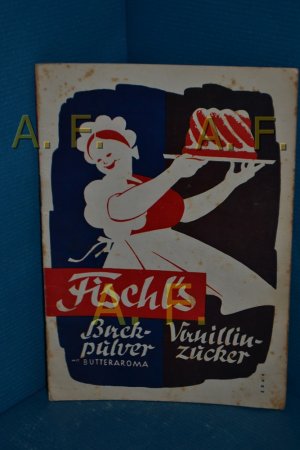 A. F.
A. F.
Fischl's
A. F.
Back-
pulver
mit BUTTERAROMA
Vanillin-
zucker